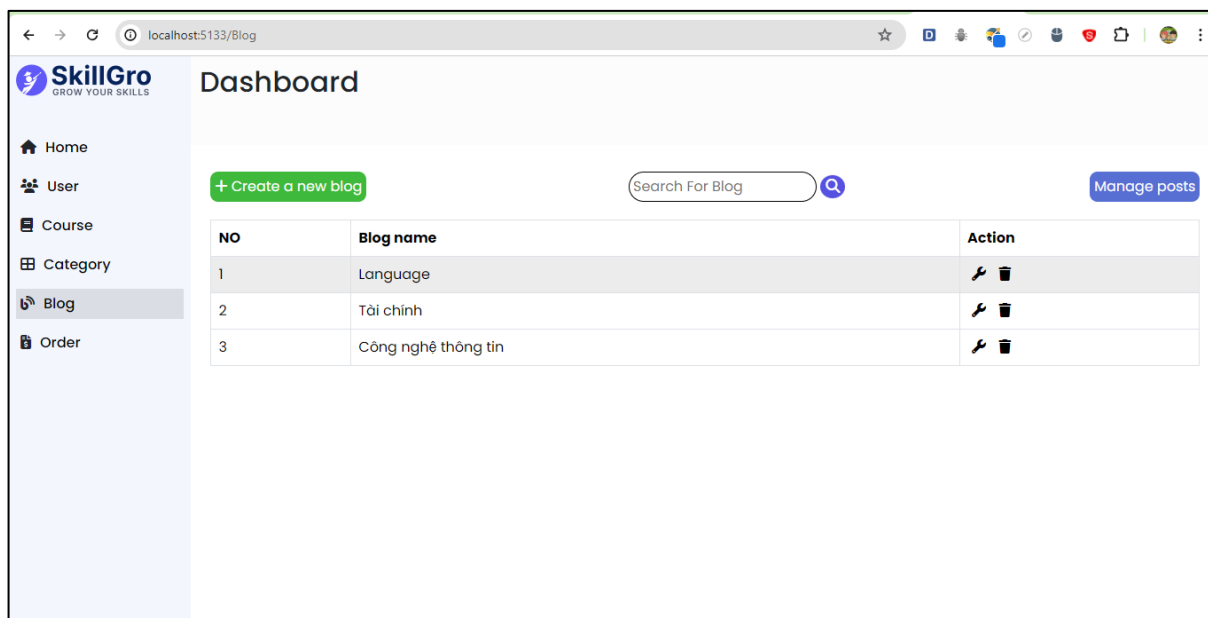 localhost:5133/Blog
SkillGro
GROW YOUR SKILLS
Dashboard
Home
User
Course
Category
Blog
Order
+ Create a new blog
Search For Blog
Manage posts
NO Blog name Action
1 Language
2 Tài chính
3 Công nghệ thông tin